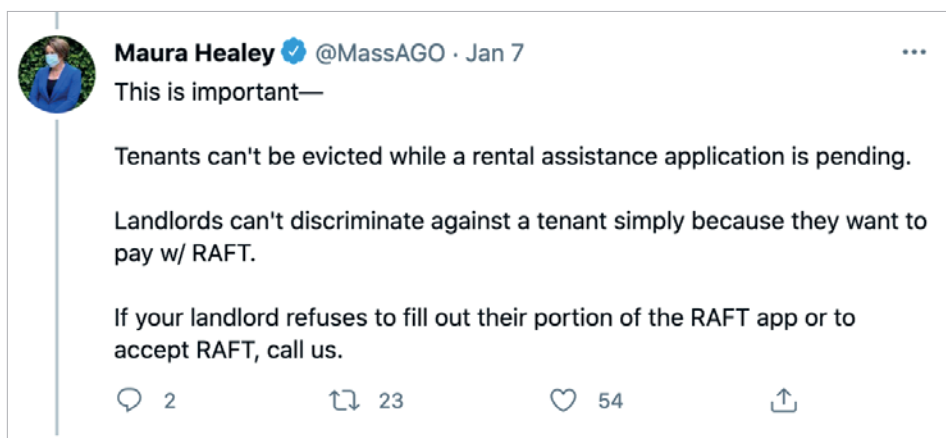 Maura Healey @MassAGO · Jan 7
This is important—
Tenants can't be evicted while a rental assistance application is pending.
Landlords can't discriminate against a tenant simply because they want to
pay w/ RAFT.
If your landlord refuses to fill out their portion of the RAFT app or to
accept RAFT, call us.
2 23 54